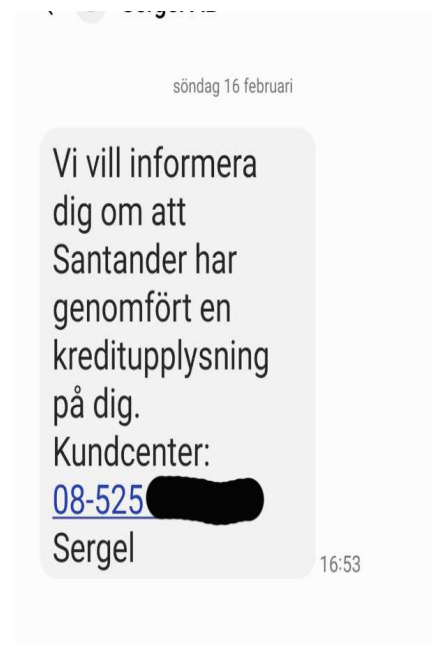 söndag 16 februari
Vi vill informera
dig om att
Santander har
genomfört en
kreditupplysning
på dig.
Kundcenter:
08-525
Sergel
16:53